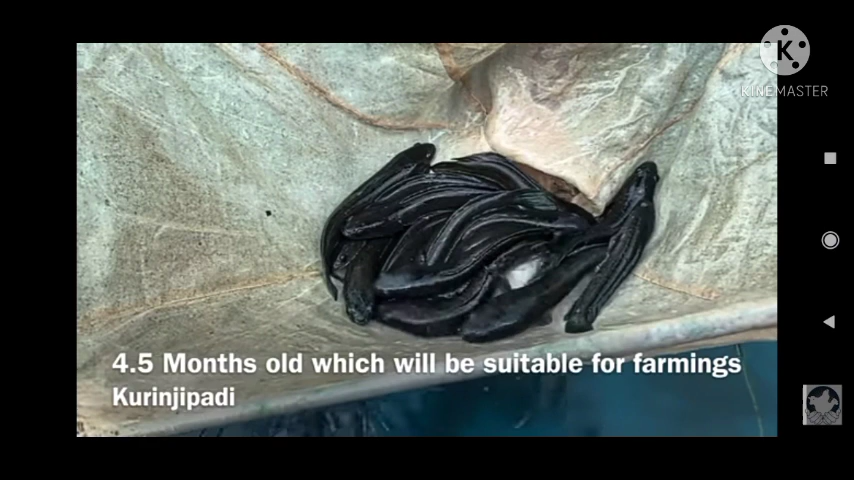 K
KINEMASTER
4.5 Months old which will be suitable for farmings
Kurinjipadi